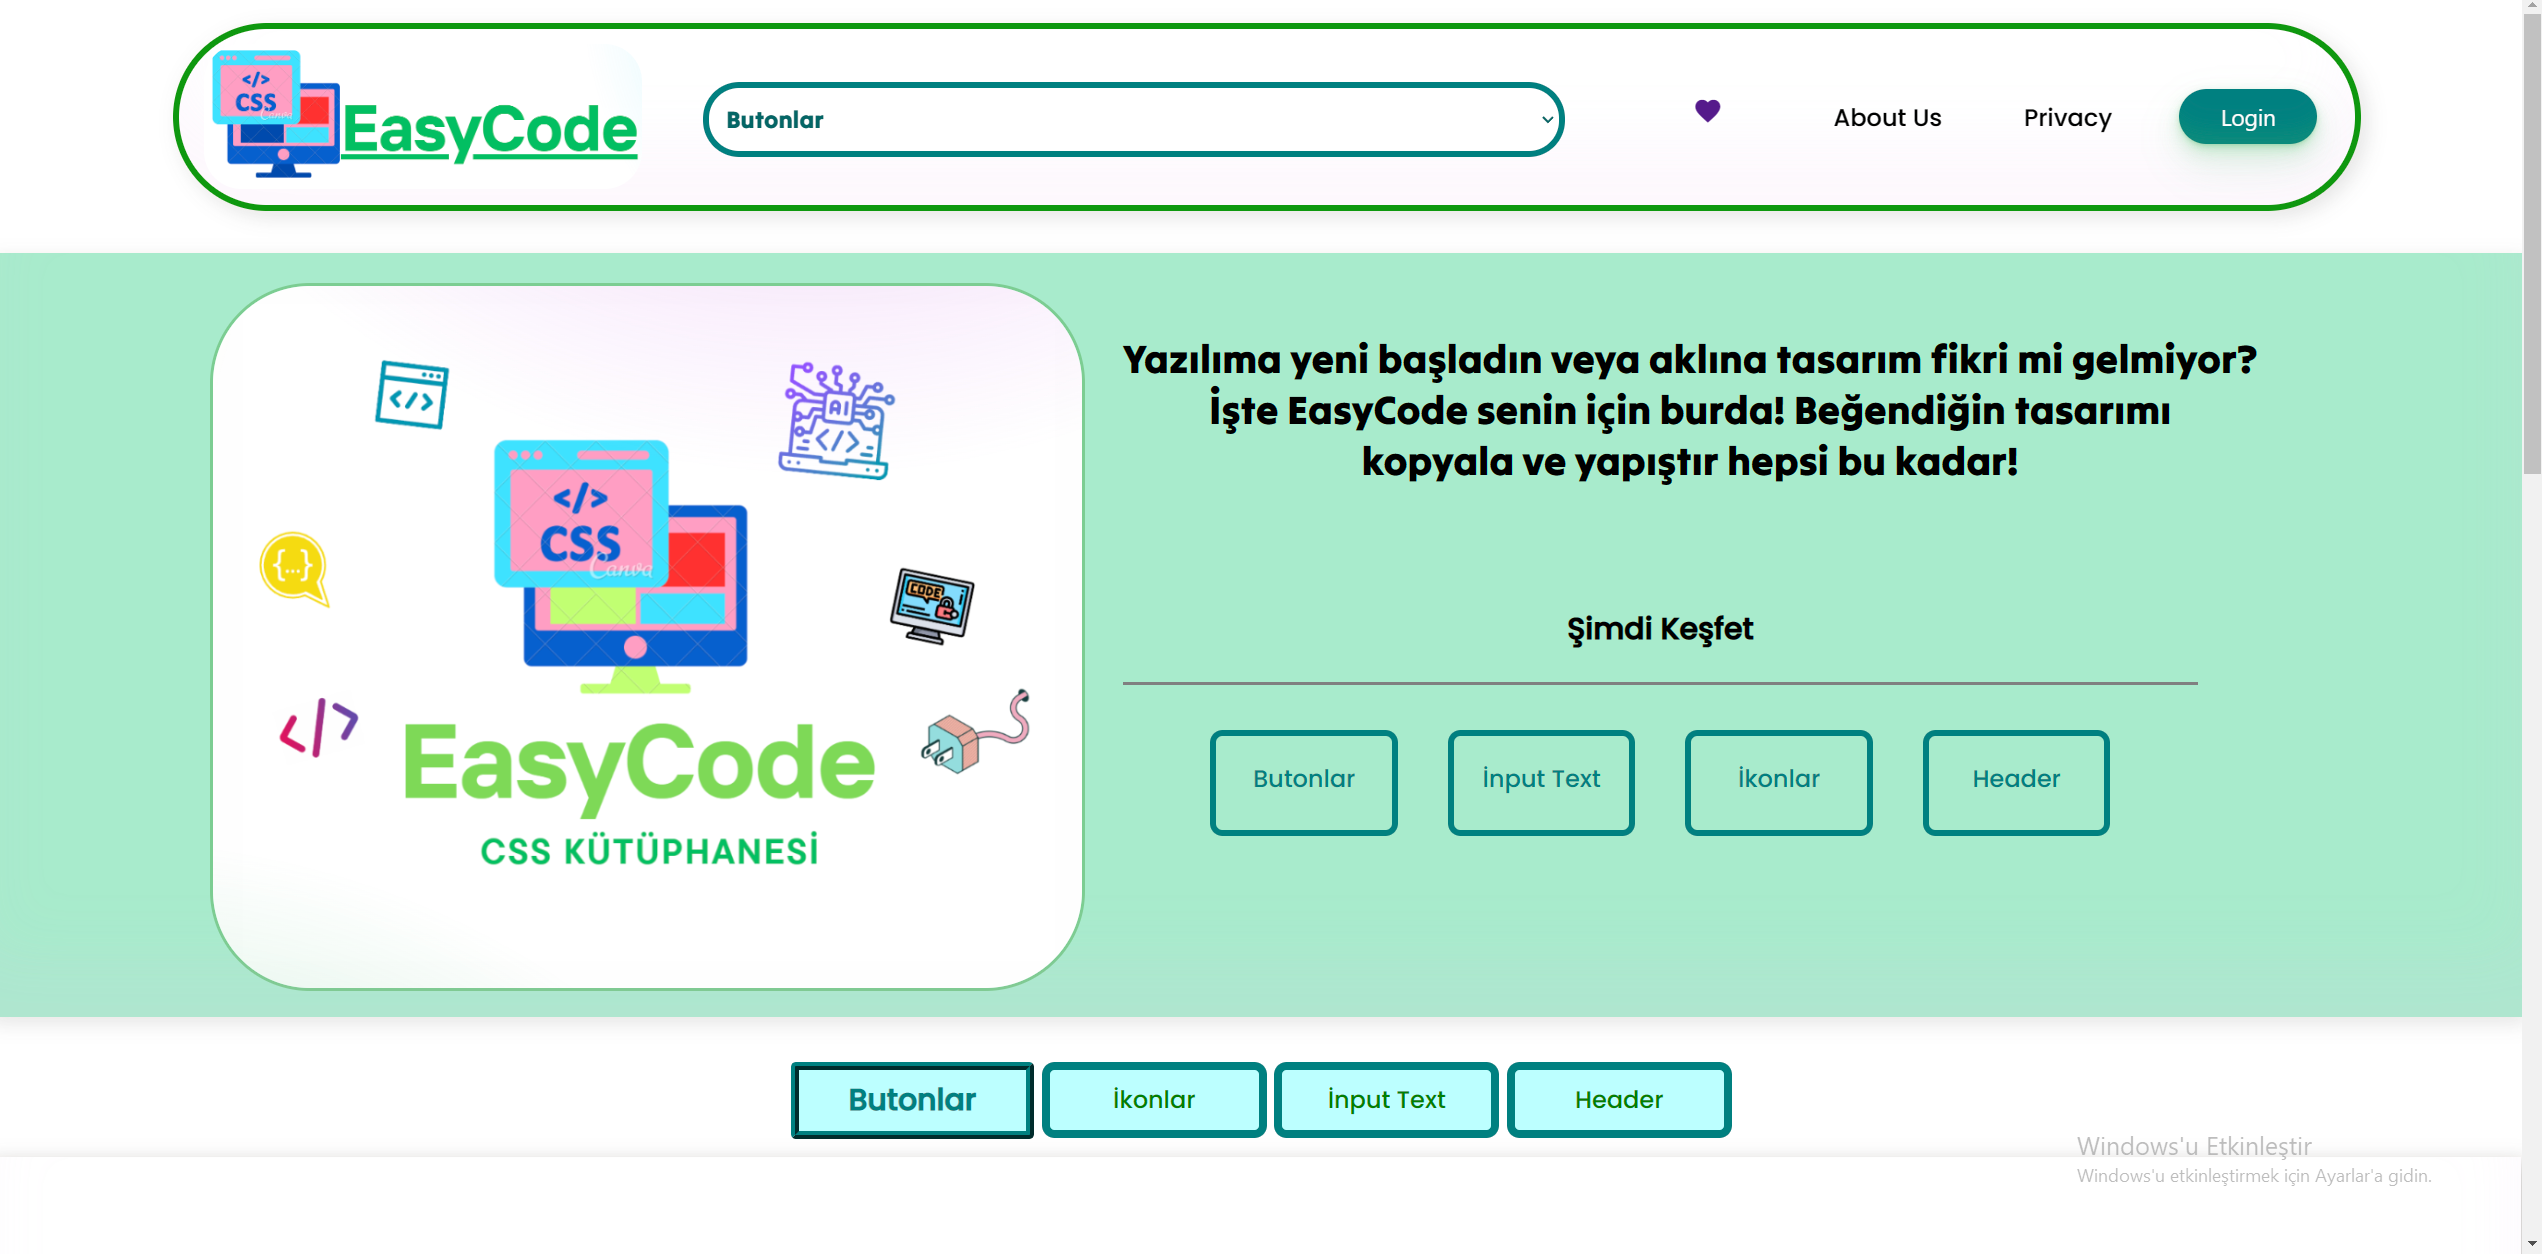 </>
CSS
Canva
EasyCode
Butonlar
About Us
Privacy
Login
</>
AI
</>
</>
CSS
Canva
{...}
CODE
</>
EasyCode
CSS KÜTÜPHANESİ
Yazılıma yeni başladın veya aklına tasarım fikri mi gelmiyor?
İşte EasyCode senin için burda! Beğendiğin tasarımı
kopyala ve yapıştır hepsi bu kadar!
Şimdi Keşfet
Butonlar
İnput Text
İkonlar
Header
Butonlar
İkonlar
İnput Text
Header
Windows'u Etkinleştir
Windows'u etkinleştirmek için Ayarlar'a gidin.